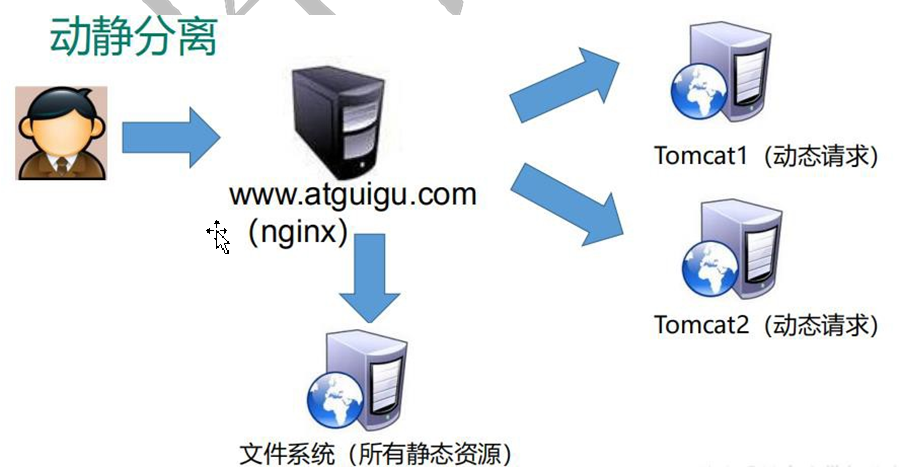 动静分离
www.atguigu.com
（nginx）
Tomcat1（动态请求）
Tomcat2（动态请求）
文件系统（所有静态资源）